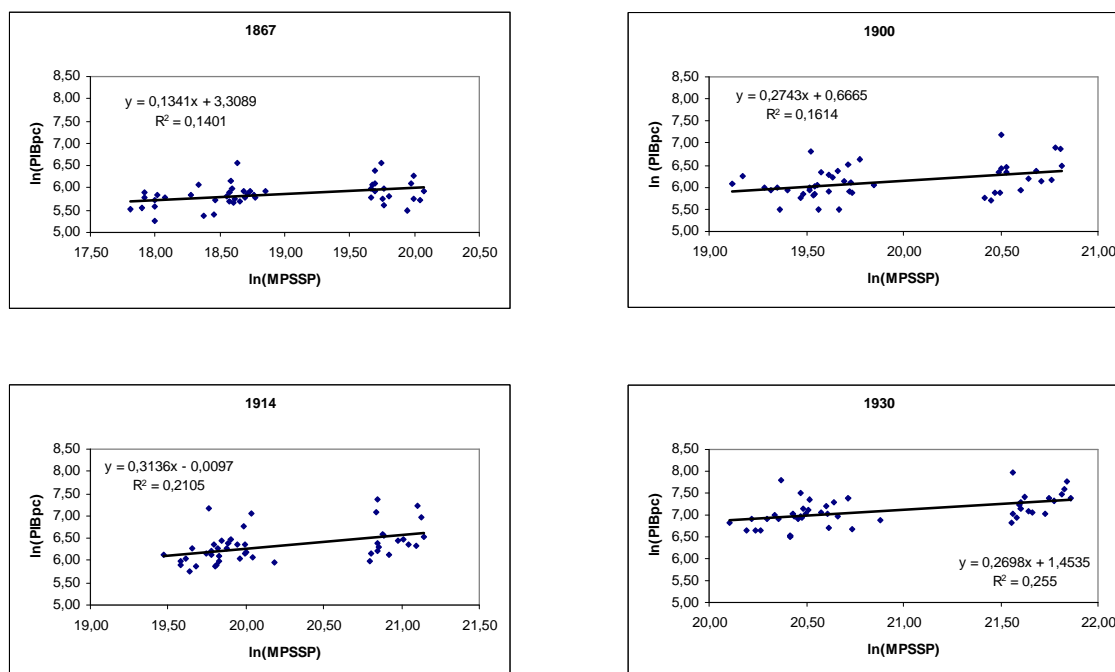 1867
8,50
8,00
7,50
7,00
6,50
6,00
5,50
5,00
ln(PIBpc)
y = 0,1341x + 3,3089
R² = 0,1401
17,50 18,00 18,50 19,00 19,50 20,00 20,50
ln(MPSSP)
1900
8,50
8,00
7,50
7,00
6,50
6,00
5,50
5,00
ln (PIBpc)
y = 0,2743x + 0,6665
R² = 0,1614
19,00 19,50 20,00 20,50 21,00
ln(MPSSP)
1914
8,50
8,00
7,50
7,00
6,50
6,00
5,50
5,00
ln(PIBpc)
y = 0,3136x - 0,0097
R² = 0,2105
19,00 19,50 20,00 20,50 21,00 21,50
ln(MPSSP)
1930
8,50
8,00
7,50
7,00
6,50
6,00
5,50
5,00
ln(PIBpc)
y = 0,2698x + 1,4535
R² = 0,255
20,00 20,50 21,00 21,50 22,00
ln(MPSSP)